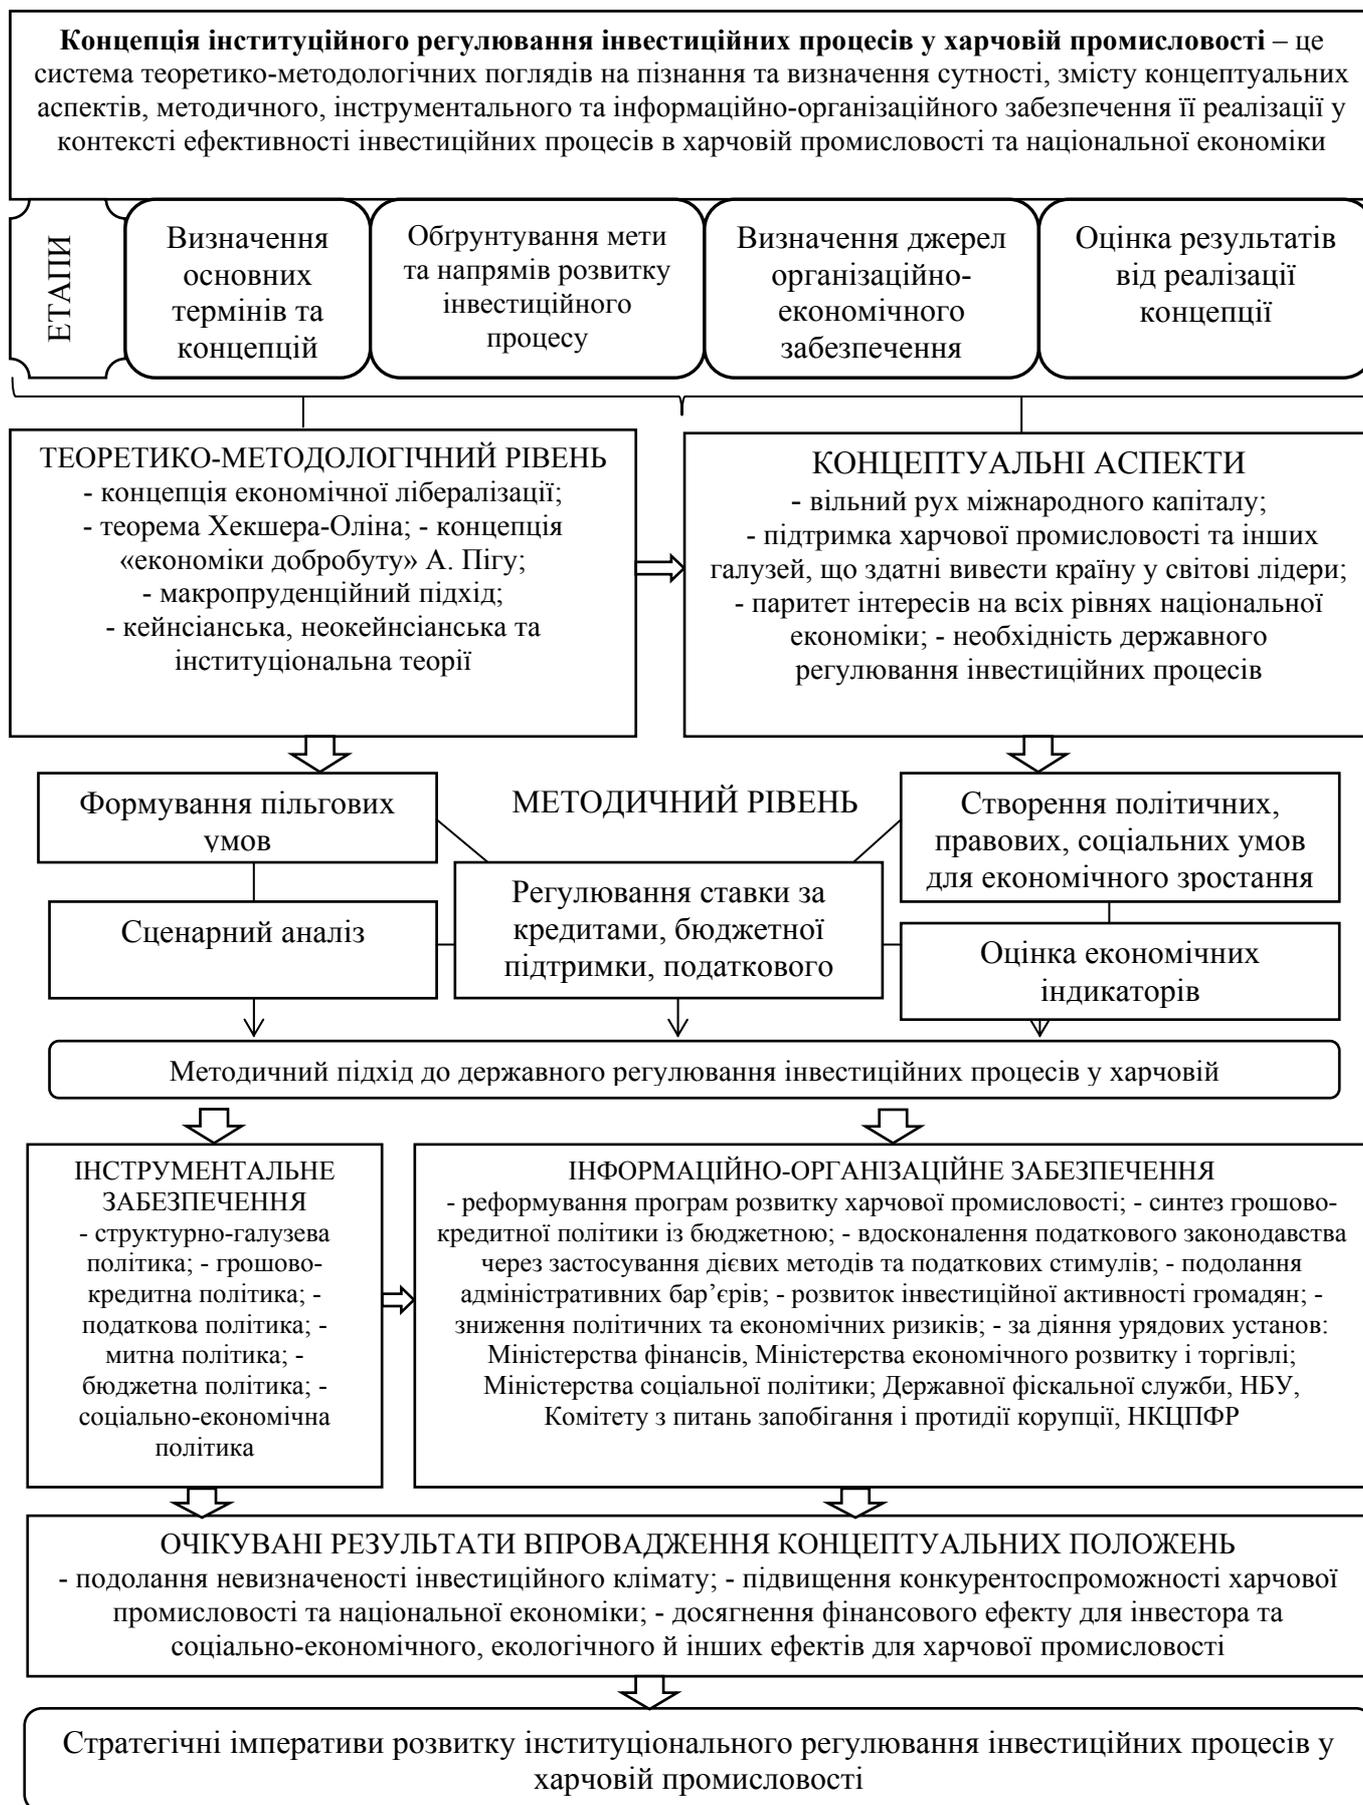 Концепція інституційного регулювання інвестиційних процесів у харчовій промисловості – це
система теоретико-методологічних поглядів на пізнання та визначення сутності, змісту концептуальних
аспектів, методичного, інструментального та інформаційно-організаційного забезпечення її реалізації у
контексті ефективності інвестиційних процесів в харчовій промисловості та національної економіки
ЕТАПИ
Визначення
основних
термінів та
концепцій
Обґрунтування мети
та напрямів розвитку
інвестиційного
процесу
Визначення джерел
організаційно-
економічного
забезпечення
Оцінка результатів
від реалізації
концепції
ТЕОРЕТИКО-МЕТОДОЛОГІЧНИЙ РІВЕНЬ
- концепція економічної лібералізації;
- теорема Хекшера-Оліна; - концепція
«економіки добробуту» А. Пігу;
- макропруденційний підхід;
- кейнсіанська, неокейнсіанська та
інституціональна теорії
КОНЦЕПТУАЛЬНІ АСПЕКТИ
- вільний рух міжнародного капіталу;
- підтримка харчової промисловості та інших
галузей, що здатні вивести країну у світові лідери;
- паритет інтересів на всіх рівнях національної
економіки; - необхідність державного
регулювання інвестиційних процесів
Формування пільгових
умов
МЕТОДИЧНИЙ РІВЕНЬ
Створення політичних,
правових, соціальних умов
для економічного зростання
Сценарний аналіз
Регулювання ставки за
кредитами, бюджетної
підтримки, податкового
Оцінка економічних
індикаторів
Методичний підхід до державного регулювання інвестиційних процесів у харчовій
ІНСТРУМЕНТАЛЬНЕ
ЗАБЕЗПЕЧЕННЯ
- структурно-галузева
політика; - грошово-
кредитна політика; -
податкова політика; -
митна політика; -
бюджетна політика; -
соціально-економічна
політика
ІНФОРМАЦІЙНО-ОРГАНІЗАЦІЙНЕ ЗАБЕЗПЕЧЕННЯ
- реформування програм розвитку харчової промисловості; - синтез грошово-
кредитної політики із бюджетною; - вдосконалення податкового законодавства
через застосування дієвих методів та податкових стимулів; - подолання
адміністративних бар’єрів; - розвиток інвестиційної активності громадян; -
зниження політичних та економічних ризиків; - за діяння урядових установ:
Міністерства фінансів, Міністерства економічного розвитку і торгівлі;
Міністерства соціальної політики; Державної фіскальної служби, НБУ,
Комітету з питань запобігання і протидії корупції, НКЦПФР
ОЧІКУВАНІ РЕЗУЛЬТАТИ ВПРОВАДЖЕННЯ КОНЦЕПТУАЛЬНИХ ПОЛОЖЕНЬ
- подолання невизначеності інвестиційного клімату; - підвищення конкурентоспроможності харчової
промисловості та національної економіки; - досягнення фінансового ефекту для інвестора та
соціально-економічного, екологічного й інших ефектів для харчової промисловості
Стратегічні імперативи розвитку інституціонального регулювання інвестиційних процесів у
харчовій промисловості